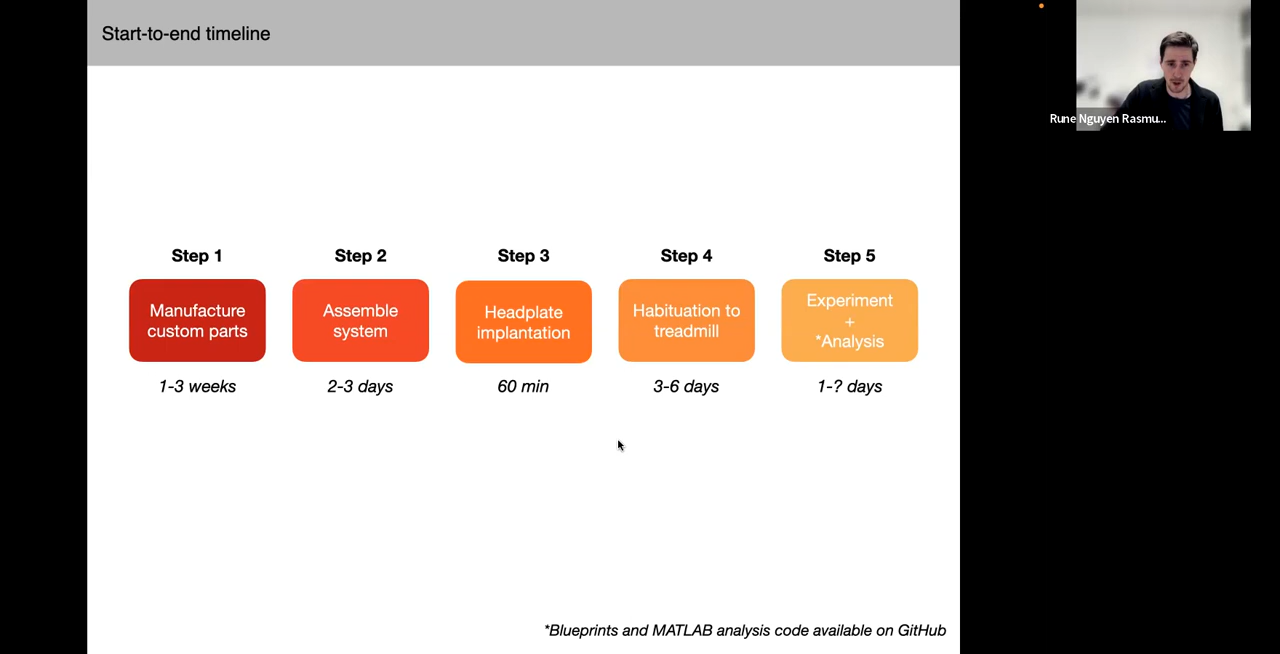 Start-to-end timeline
Rune Nguyen Rasmu...
Step 1
Step 2
Step 3
Step 4
Step 5
Manufacture
custom parts
Assemble
system
Headplate
implantation
Habituation to
treadmill
Experiment
+
*Analysis
1-3 weeks
2-3 days
60 min
3-6 days
1-? days
*Blueprints and MATLAB analysis code available on GitHub